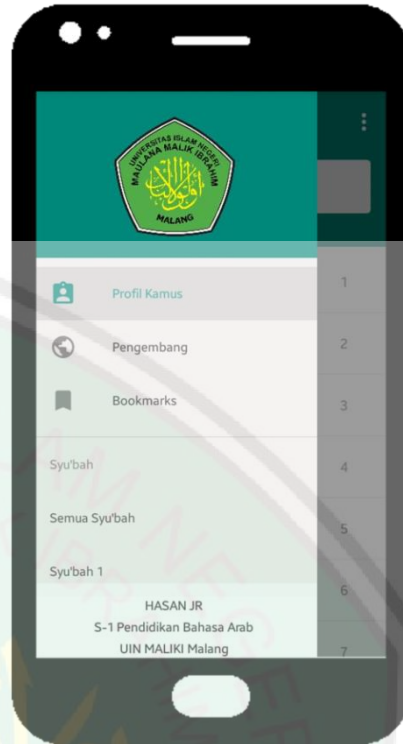 UNIVERSITAS ISLAM NEGERI
MAULANA MALIK IBRAHIM
MALANG
Profil Kamus
1
Pengembang
2
Bookmarks
3
Syu'bah
4
Semua Syu'bah
5
Syu'bah 1
6
HASAN JR
S-1 Pendidikan Bahasa Arab
UIN MALIKI Malang
7